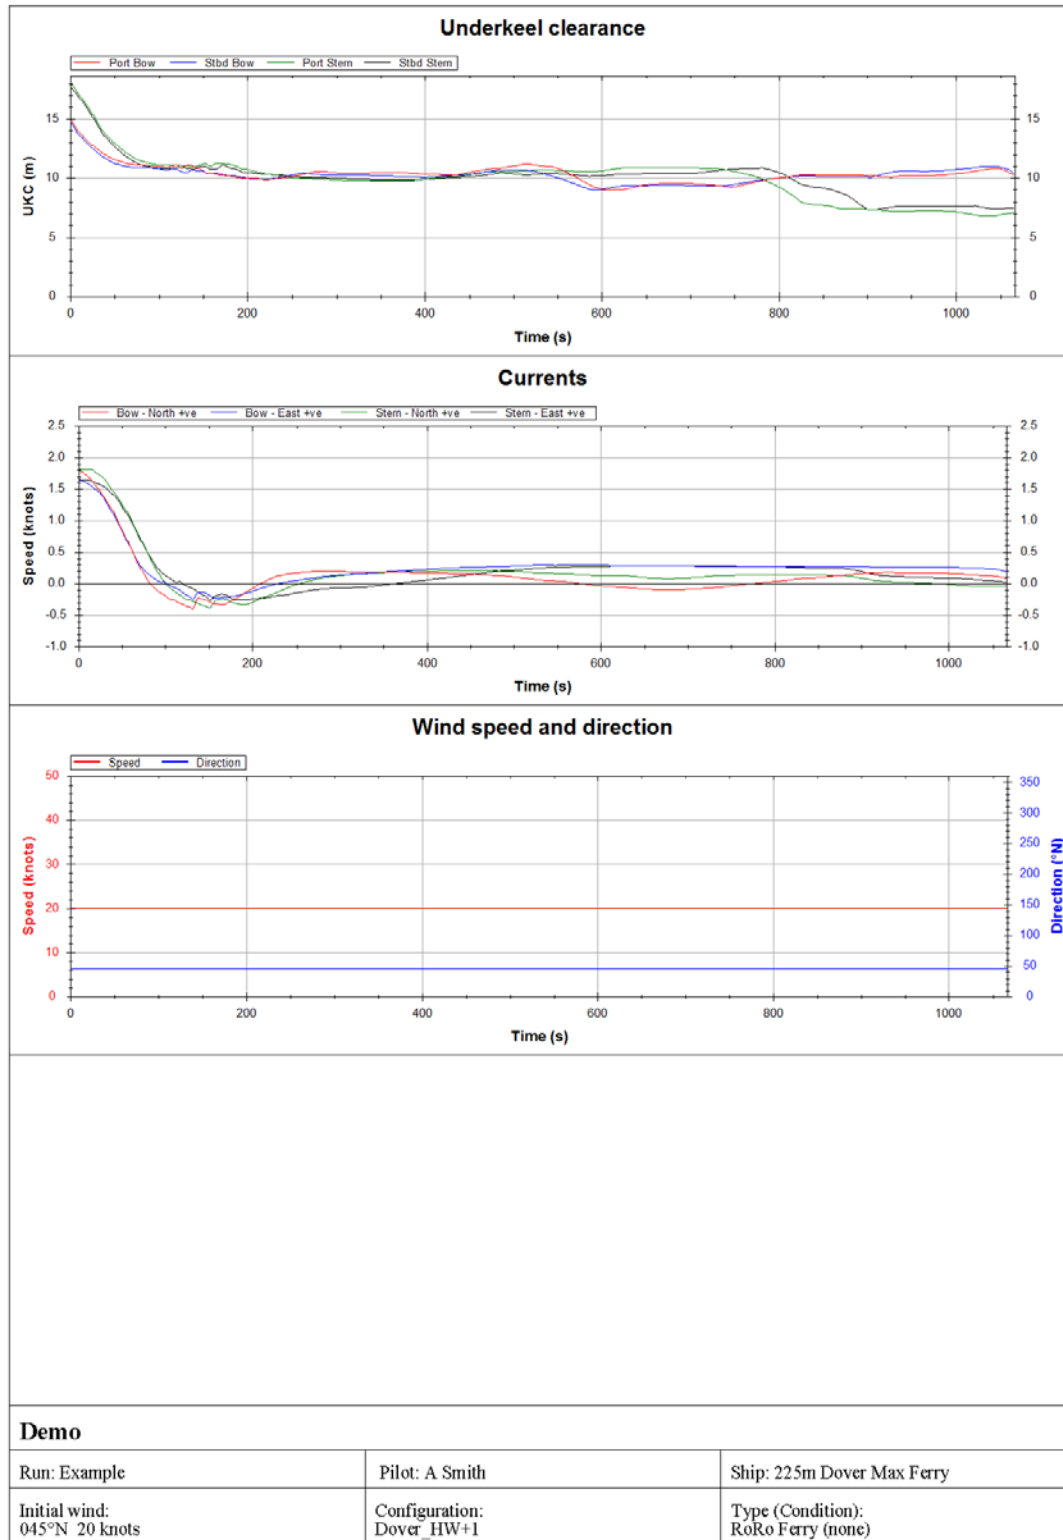 Underkeel clearance
Port Bow Stbd Bow Port Stern Stbd Stern
15 15
10 10
5 5
0 0
UKC (m)
0 200 400 600 800 1000
Time (s)
Currents
Bow - North +ve Bow - East +ve Stern - North +ve Stern - East +ve
2.5 2.5
2.0 2.0
1.5 1.5
1.0 1.0
0.5 0.5
0.0 0.0
-0.5 -0.5
-1.0 -1.0
Speed (knots)
0 200 400 600 800 1000
Time (s)
Wind speed and direction
Speed Direction
50 350
40 300
30 250
20 200
10 150
0 100
50
0
Speed (knots)
Direction (°N)
0 200 400 600 800 1000
Time (s)
Demo
Run: Example
Pilot: A Smith
Ship: 225m Dover Max Ferry
Initial wind:
045°N 20 knots
Configuration:
Dover_HW+1
Type (Condition):
RoRo Ferry (none)